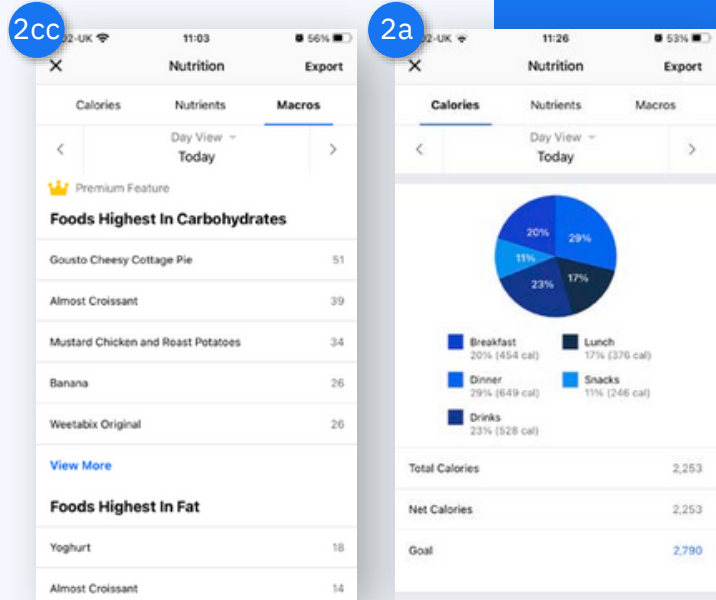 2cc
2-UK 11:03 56%
Nutrition Export
Calories Nutrients Macros
Day View
Today
Premium Feature
Foods Highest In Carbohydrates
Gousto Cheesy Cottage Pie 51
Almost Croissant 39
Mustard Chicken and Roast Potatoes 34
Banana 26
Weetabix Original 26
View More
Foods Highest In Fat
Yoghurt 18
Almost Croissant 14
2a
2-UK 11:26 53%
Nutrition Export
Calories Nutrients Macros
Day View
Today
20% 29%
11%
23% 17%
Breakfast Lunch
20% (454 cal) 17% (376 cal)
Dinner Snacks
29% (649 cal) 11% (246 cal)
Drinks
23% (528 cal)
Total Calories 2,253
Net Calories 2,253
Goal 2,790